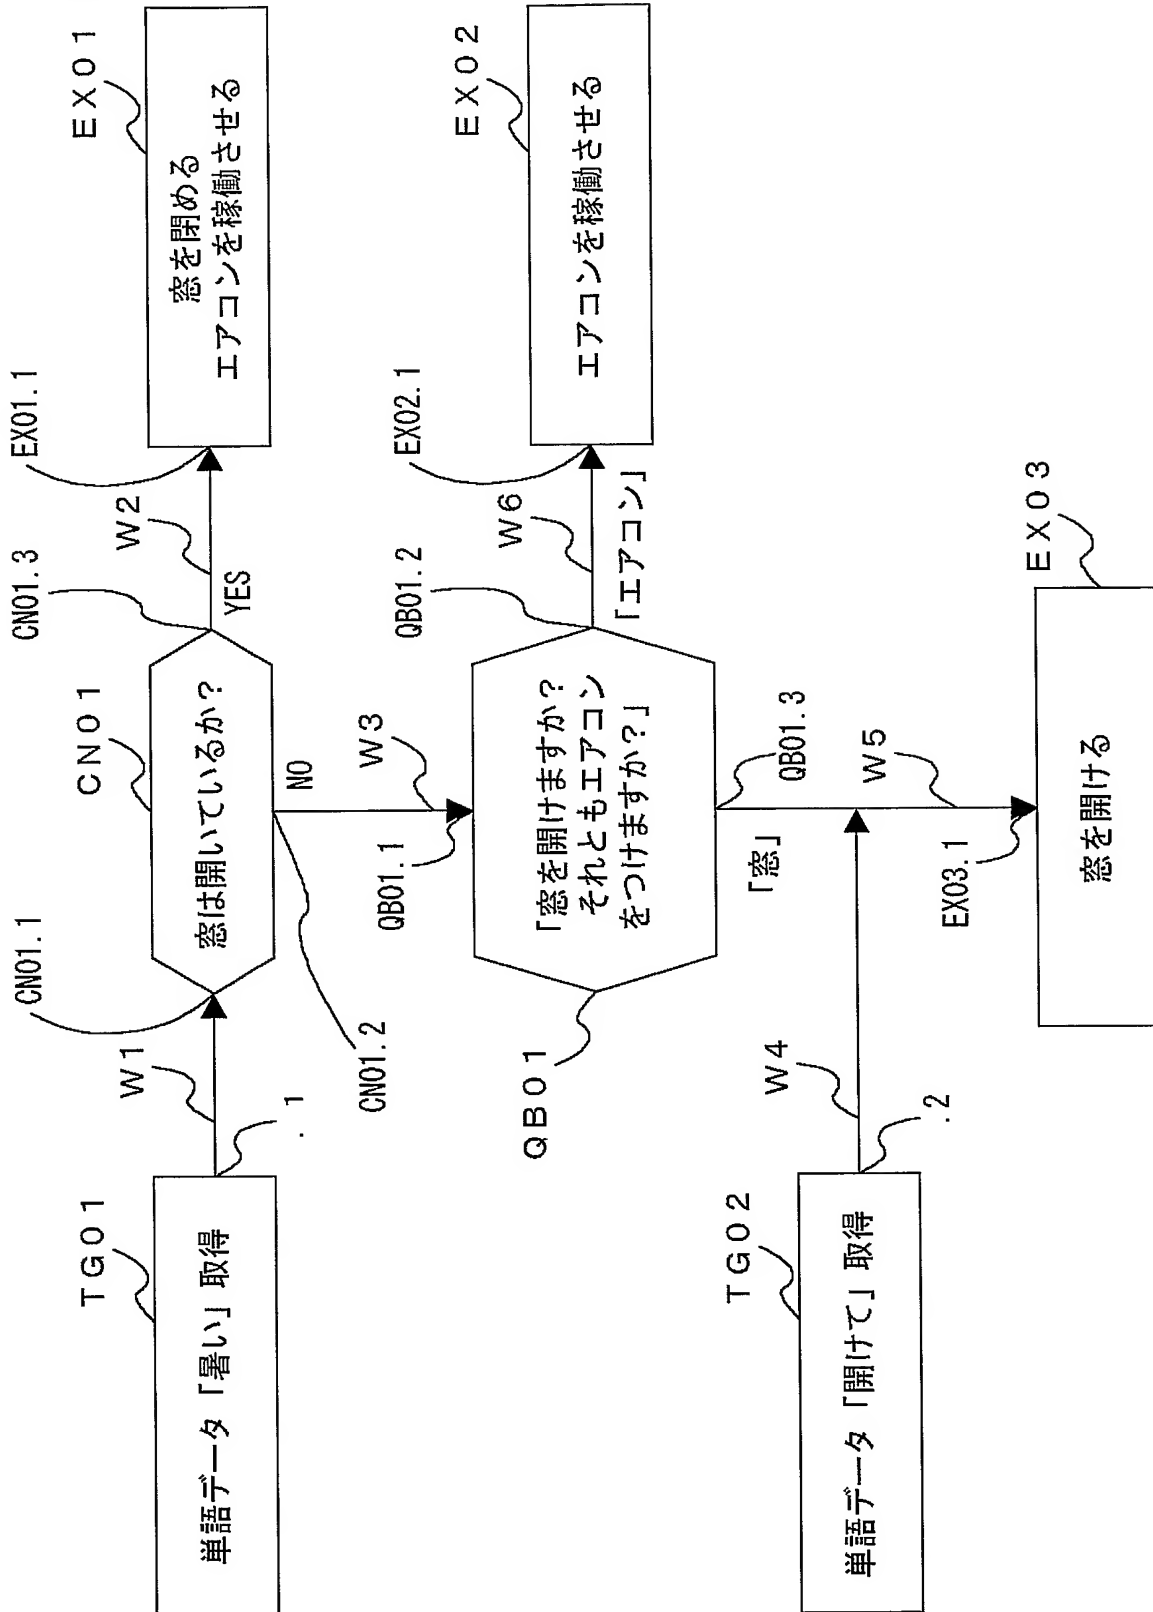 TG01
単語データ「暑い」取得
.1
W1
CN01.1
CN01
窓は開いているか?
CN01.3
YES
W2
EX01.1
EX01
窓を閉める
エアコンを稼働させる
CN01.2
NO
W3
QB01.1
QB01
「窓を開けますか?
それともエアコン
をつけますか?」
QB01.2
「エアコン」
W6
EX02.1
EX02
エアコンを稼働させる
QB01.3
「窓」
TG02
単語データ「開けて」取得
.2
W4
W5
EX03.1
EX03
窓を開ける